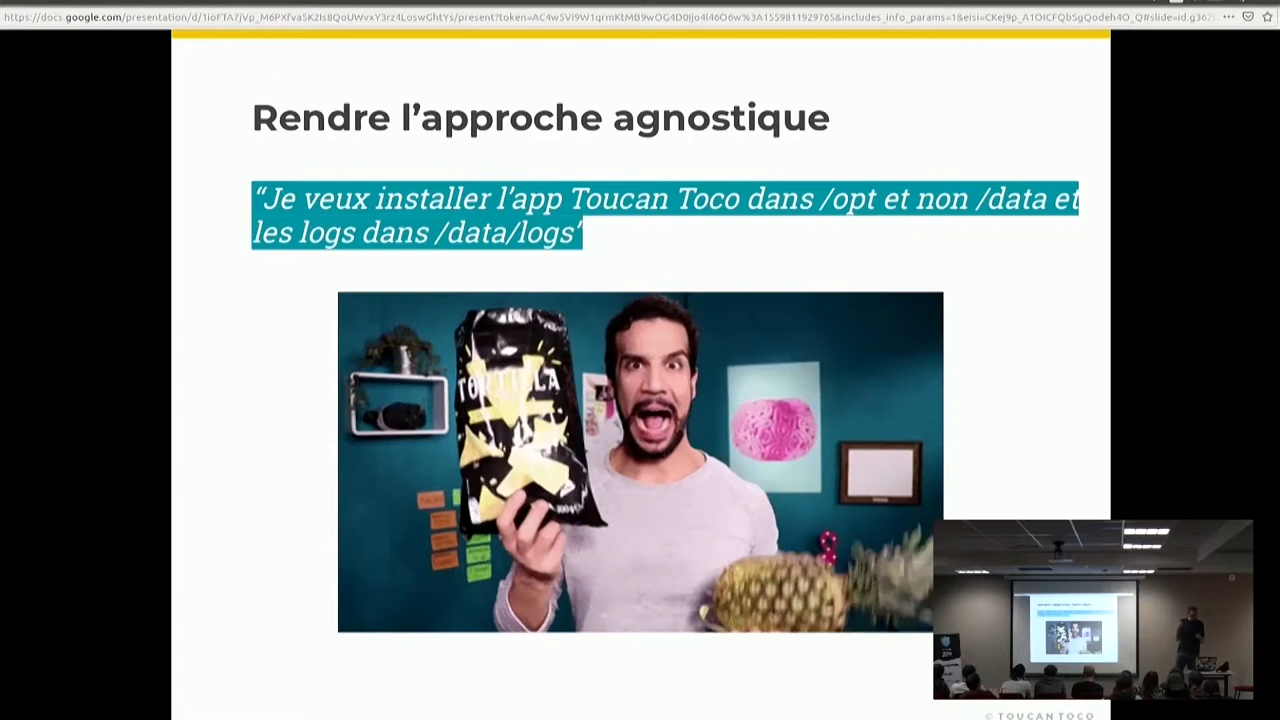 Rendre l’approche agnostique
“Je veux installer l’app Toucan Toco dans /opt et non /data et
les logs dans /data/logs”
TORTILLA
© TOUCAN TOCO